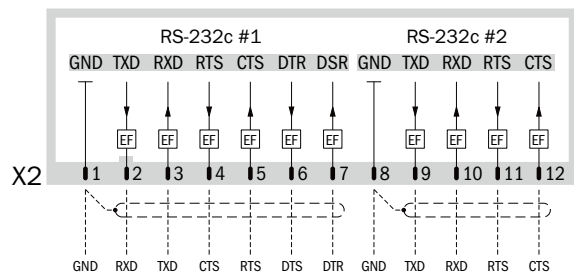 RS-232c #1 RS-232c #2
GND TXD RXD RTS CTS DTR DSR GND TXD RXD RTS CTS
EF EF EF EF EF EF EF EF EF EF
X2 1 2 3 4 5 6 7 8 9 10 11 12
GND RXD TXD CTS RTS DTS DTR GND TXD RXD RTS CTS